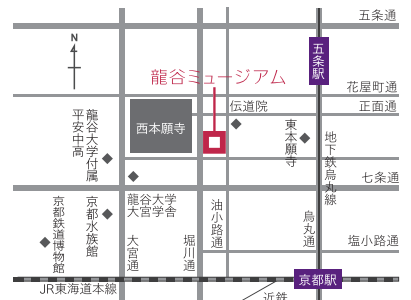 五条通
N
五条駅
龍谷ミュージアム
花屋町通
伝道院
正面通
西本願寺
東本願寺
龍谷大学付属
平安中高
地下鉄烏丸線
七条通
龍谷大学
大宮学舎
京都水族館
京都鉄道博物館
油小路通
烏丸通
大宮通
堀川通
塩小路通
京都駅
JR東海道本線
近鉄